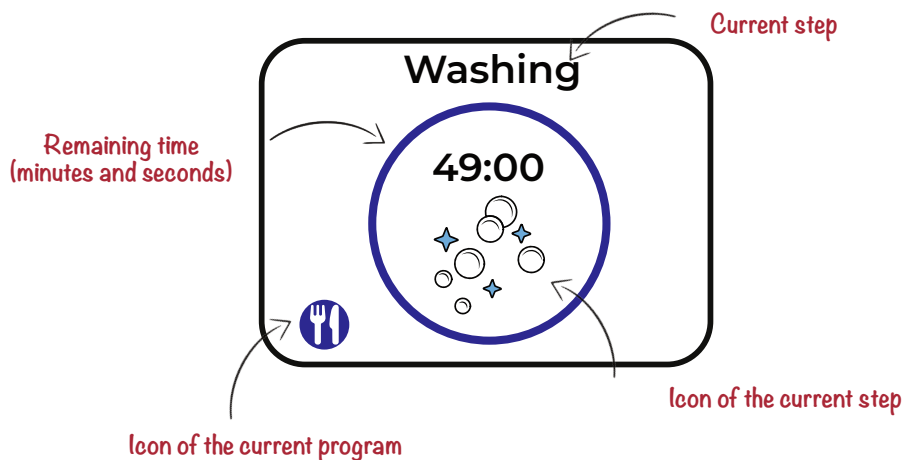 Current step
Washing
Remaining time
(minutes and seconds)
49:00
Icon of the current step
Icon of the current program